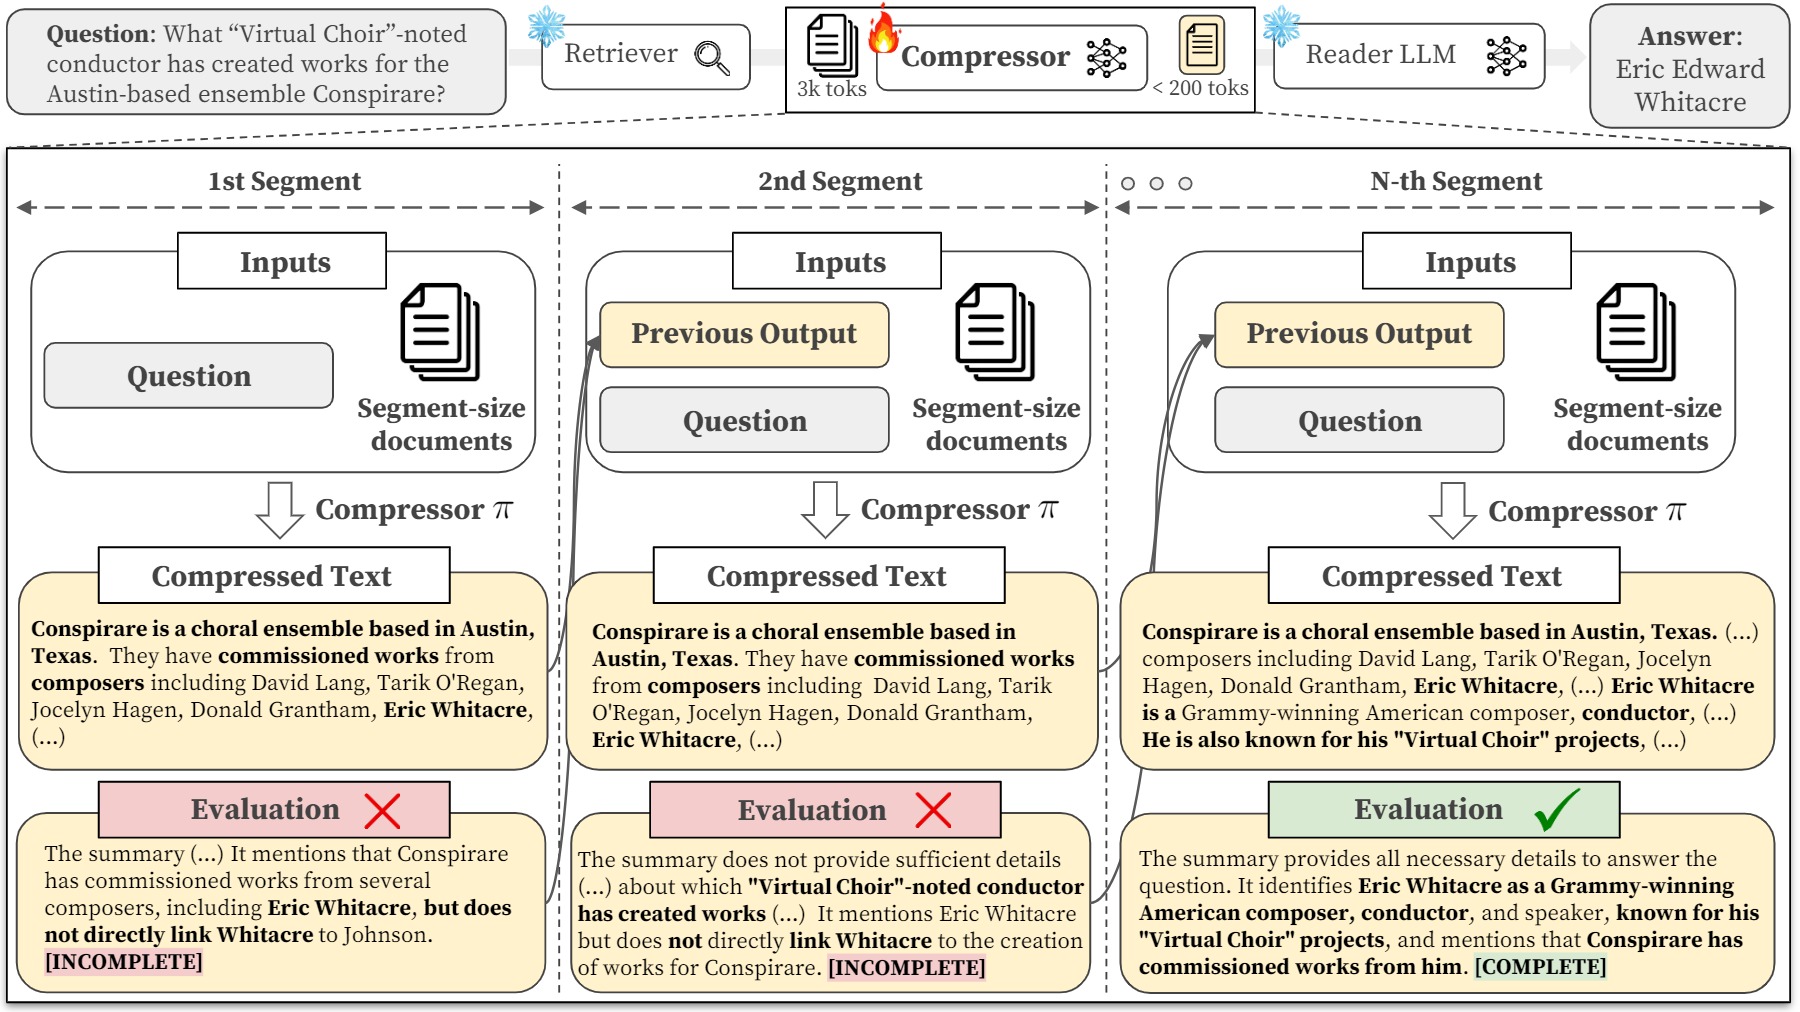 Question: What “Virtual Choir”-noted
conductor has created works for the
Austin-based ensemble Conspirare?
Retriever
3k toks
Compressor
< 200 toks
Reader LLM
Answer:
Eric Edward
Whitacre
1st Segment
2nd Segment
N-th Segment
Inputs
Question
Segment-size
documents
Compressor π
Compressed Text
Conspirare is a choral ensemble based in Austin,
Texas. They have commissioned works from
composers including David Lang, Tarik O'Regan,
Jocelyn Hagen, Donald Grantham, Eric Whitacre,
(...)
Evaluation
The summary (...) It mentions that Conspirare
has commissioned works from several
composers, including Eric Whitacre, but does
not directly link Whitacre to Johnson.
[INCOMPLETE]
Inputs
Previous Output
Question
Segment-size
documents
Compressor π
Compressed Text
Conspirare is a choral ensemble based in
Austin, Texas. They have commissioned works
from composers including David Lang, Tarik
O'Regan, Jocelyn Hagen, Donald Grantham,
Eric Whitacre, (...)
Evaluation
The summary does not provide sufficient details
(...) about which "Virtual Choir"-noted conductor
has created works (...) It mentions Eric Whitacre
but does not directly link Whitacre to the creation
of works for Conspirare. [INCOMPLETE]
Inputs
Previous Output
Question
Segment-size
documents
Compressor π
Compressed Text
Conspirare is a choral ensemble based in Austin, Texas. (...)
composers including David Lang, Tarik O'Regan, Jocelyn
Hagen, Donald Grantham, Eric Whitacre, (...) Eric Whitacre
is a Grammy-winning American composer, conductor, (...)
He is also known for his "Virtual Choir" projects, (...)
Evaluation
The summary provides all necessary details to answer the
question. It identifies Eric Whitacre as a Grammy-winning
American composer, conductor, and speaker, known for his
"Virtual Choir" projects, and mentions that Conspirare has
commissioned works from him. [COMPLETE]